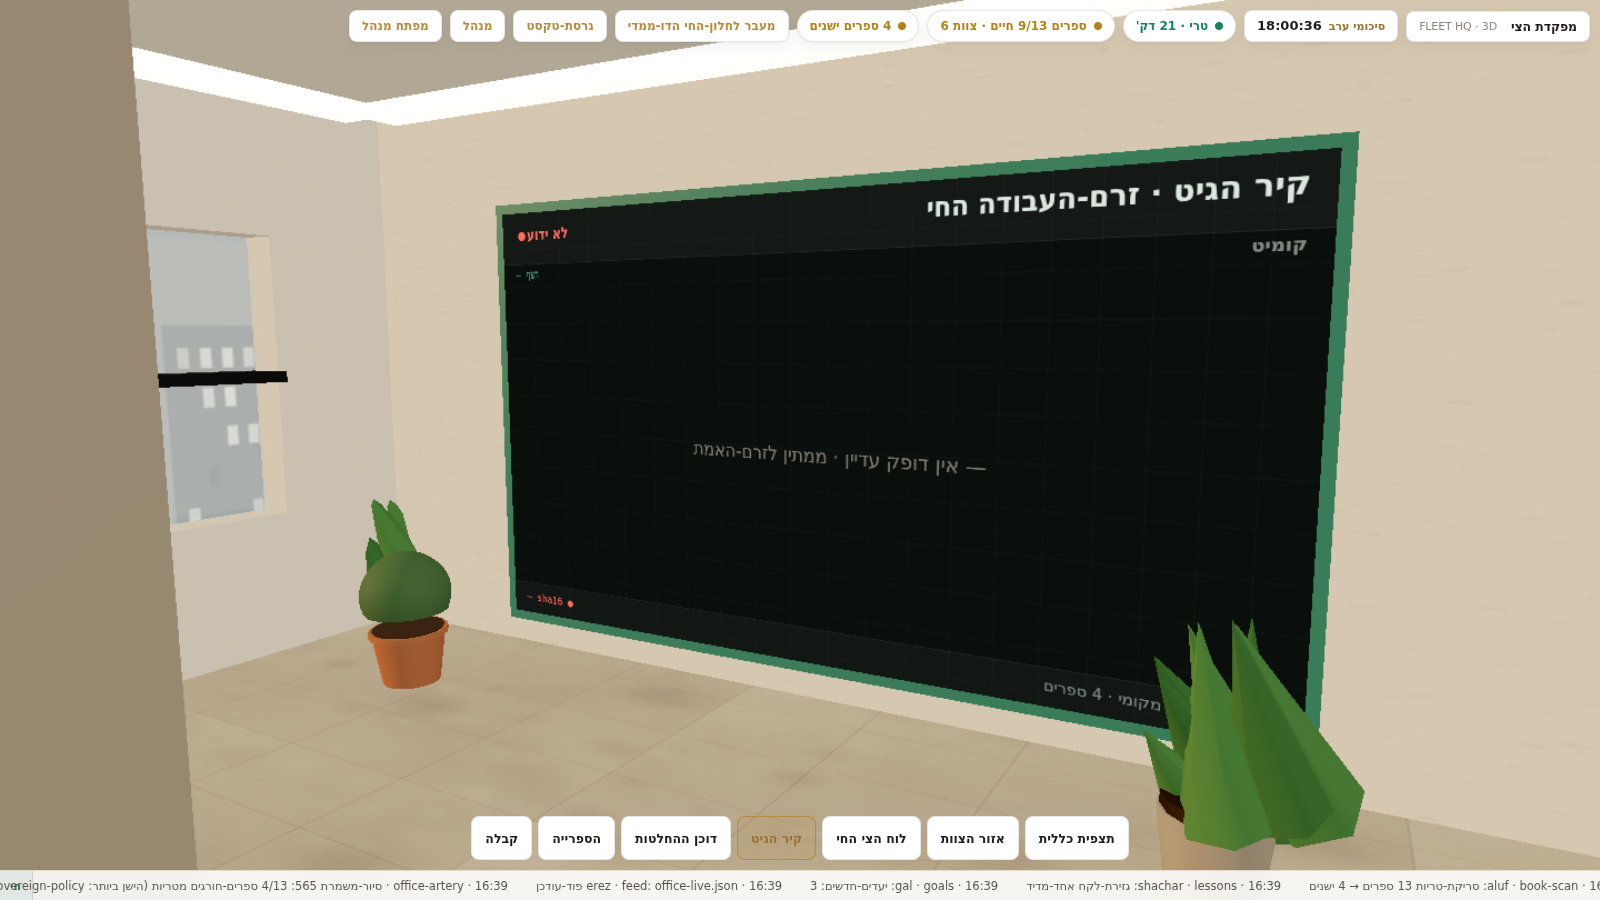 מפקדת הצי FLEET HQ · 3D
סיכומי ערב 18:00:36
טרי · 21 דק'
ספרים 9/13 חיים · צוות 6
4 ספרים ישנים
מעבר לחלון-החי הדו-ממדי
גרסת-טקסט
מנהל
מפתח מנהל
קיר הגיט · זרם-העבודה החי
לא ידוע
קומיט
רצף —
— אין דופק עדיין · ממתין לזרם-האמת
— sha16
מקומי · 4 ספרים
תצפית כללית
אזור הצוות
לוח הצי החי
קיר הגיט
דוכן ההחלטות
הספרייה
קבלה
aluf · book-scan: סריקת-טריות 13 ספרים → 4 ישנים
16:39 · shachar · lessons: גזירת-לקח אחד-מדיד
16:39 · gal · goals: יעדים-חדשים: 3
16:39 · erez · feed: office-live.json פוד-עודכן
16:39 · office-artery · סיור-משמרת 565: 4/13 ספרים-חורגים מטריות (הישן ביותר: